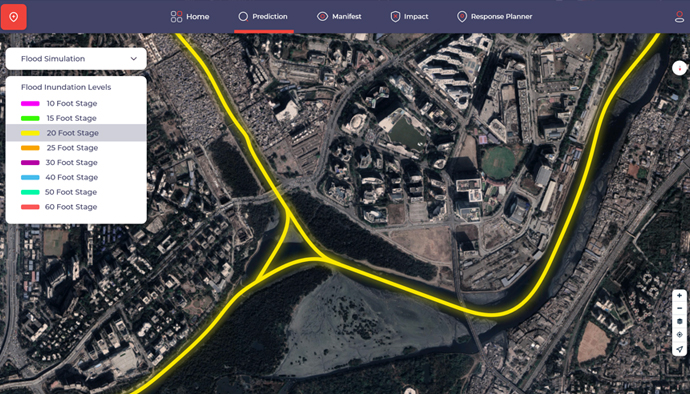 Home
Prediction
Manifest
Impact
Response Planner
Flood Simulation
Flood Inundation Levels
10 Foot Stage
15 Foot Stage
20 Foot Stage
25 Foot Stage
30 Foot Stage
40 Foot Stage
50 Foot Stage
60 Foot Stage